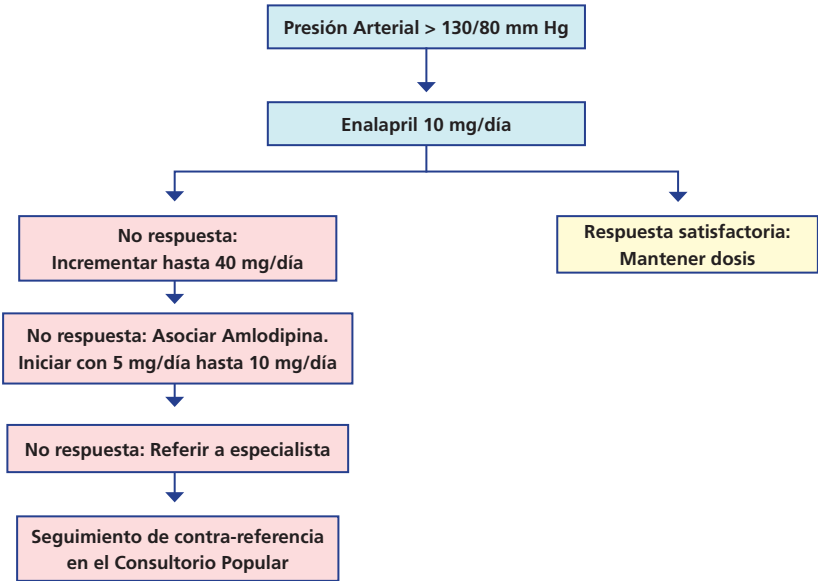 Presión Arterial > 130/80 mm Hg
Enalapril 10 mg/día
No respuesta:
Incrementar hasta 40 mg/día
Respuesta satisfactoria:
Mantener dosis
No respuesta: Asociar Amlodipina.
Iniciar con 5 mg/día hasta 10 mg/día
No respuesta: Referir a especialista
Seguimiento de contra-referencia
en el Consultorio Popular